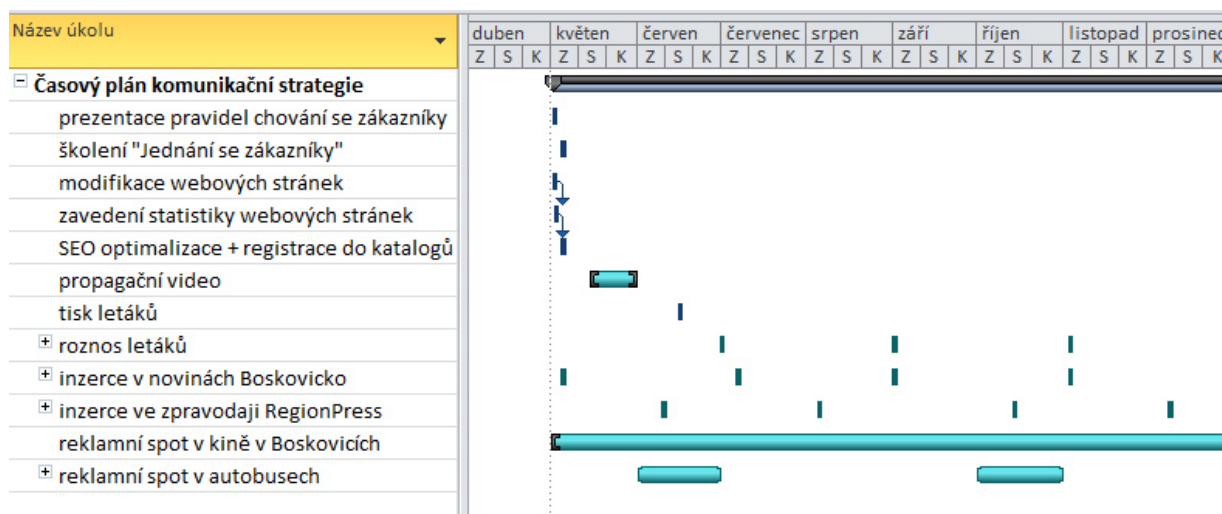 Název úkolu
duben květen červen červenec srpen září říjen listopad prosinec
Z S K Z S K Z S K Z S K Z S K Z S K Z S K Z S K Z S K
Časový plán komunikační strategie
prezentace pravidel chování se zákazníky
školení "Jednání se zákazníky"
modifikace webových stránek
zavedení statistiky webových stránek
SEO optimalizace + registrace do katalogů
propagační video
tisk letáků
roznos letáků
inzerce v novinách Boskovicko
inzerce ve zpravodaji RegionPress
reklamní spot v kině v Boskovicích
reklamní spot v autobusech